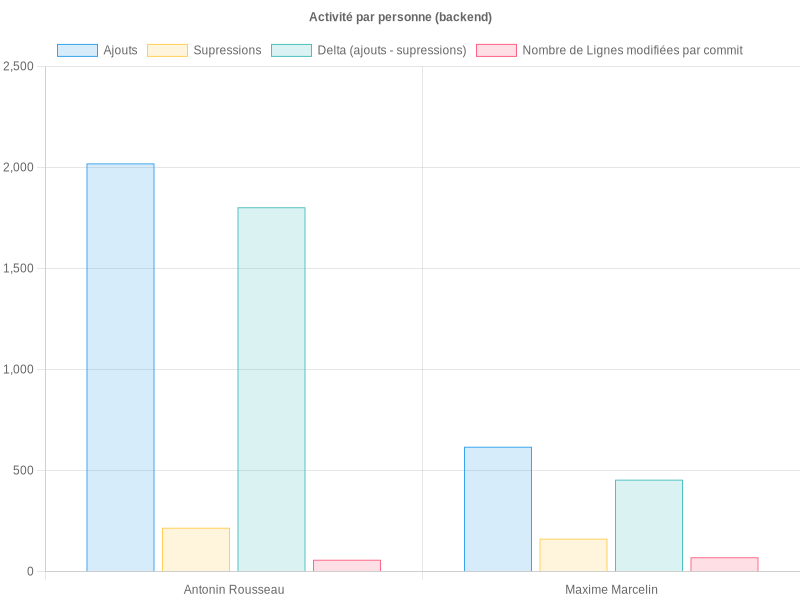 Activité par personne (backend)
Ajouts Supressions Delta (ajouts - supressions) Nombre de Lignes modifiées par commit
2,500
2,000
1,500
1,000
500
0
Antonin Rousseau Maxime Marcelin